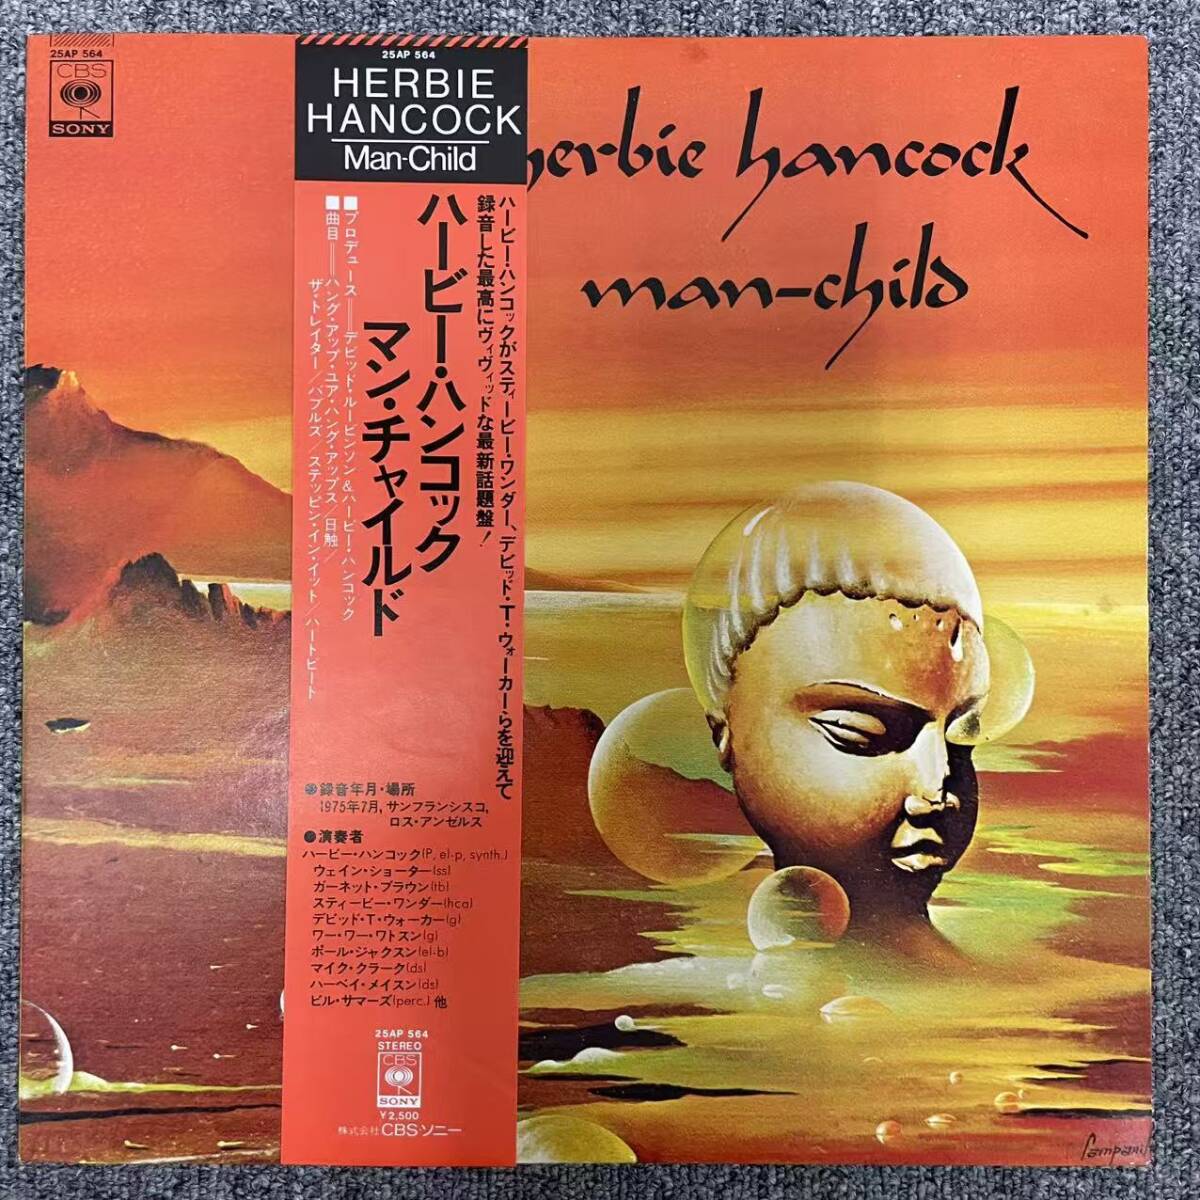 25AP 564
CBS
SONY
25AP 564
HERBIE
HANCOCK
Man-Child
herbie hancock
man-child
ハービー・ハンコックがスティービー・ワンダー、デビッド・T・ウォーカーらを迎えて
録音した最高にヴィヴィッドな最新話題盤!
ハービー・ハンコック
マン・チャイルド
■プロデュース=デビッド・ルービンソン&ハービー・ハンコック
■曲目=ハング・アップ・ユア・ハング・アップス/日触/
ザ・トレイター/バブルズ/ステッピン・イン・イット/ハートビート
●録音年月・場所
1975年7月,サンフランシスコ,
ロス・アンゼルス
●演奏者
ハービー・ハンコック(P, el-p, synth.)
ウェイン・ショーター(ss)
ガーネット・ブラウン(tb)
スティービー・ワンダー(hca)
デビッド・T・ウォーカー(g)
ワー・ワー・ワトスン(g)
ポール・ジャクスン(el-b)
マイク・クラーク(ds)
ハーベイ・メイスン(ds)
ビル・サマーズ(perc.) 他
25AP 564
STEREO
CBS
SONY
¥2,500
株式会社 CBS・ソニー